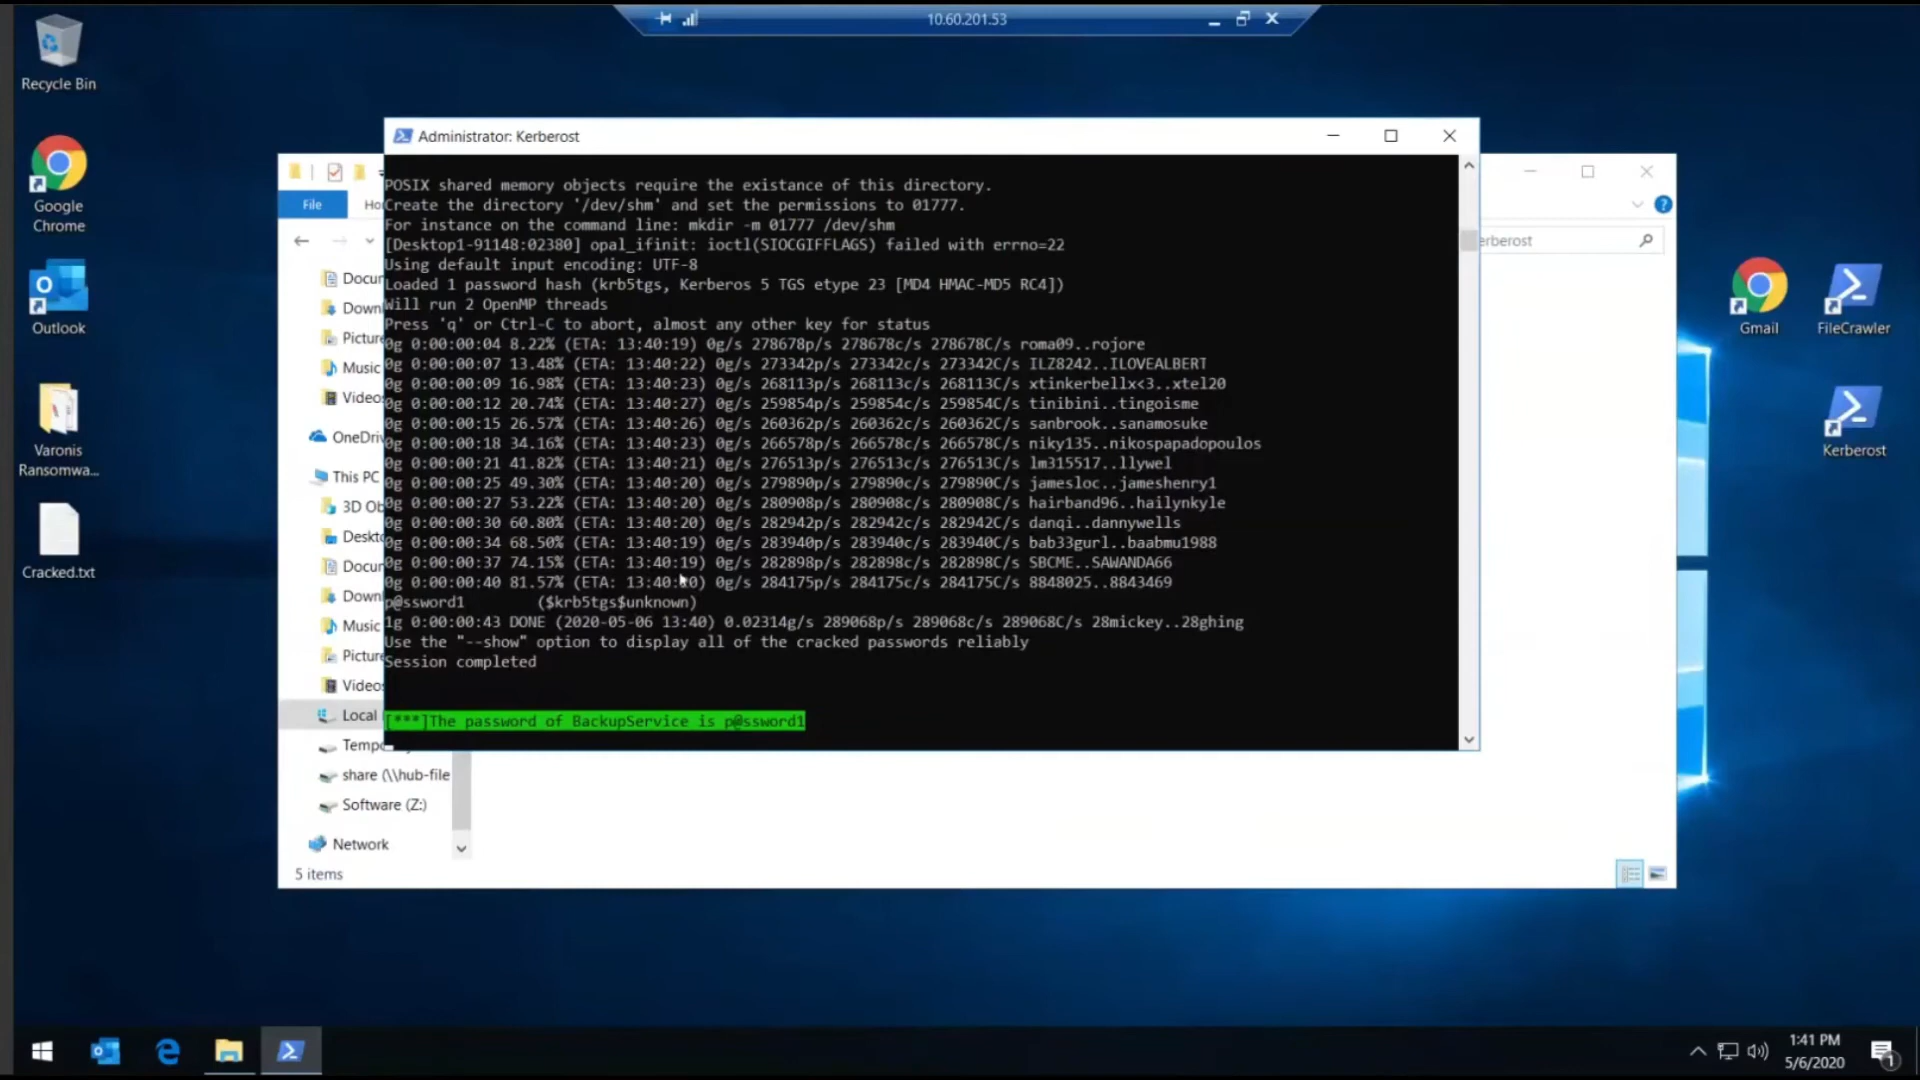 10.60.201.53
Recycle Bin
Google
Chrome
Outlook
Varonis
Ransomwa...
Cracked.txt
Gmail
FileCrawler
Kerberost
Administrator: Kerberost
File
Ho
erberost
Docur
Downl
Picture
Music
Videos
OneDriv
This PC
3D Ob
Deskto
Docur
Downl
Music
Picture
Videos
Local
Tempo
share (\\hub-file
Software (Z:)
Network
5 items
POSIX shared memory objects require the existance of this directory.
Create the directory '/dev/shm' and set the permissions to 01777.
For instance on the command line: mkdir -m 01777 /dev/shm
[Desktop1-91148:02380] opal_ifinit: ioctl(SIOCGIFFLAGS) failed with errno=22
Using default input encoding: UTF-8
Loaded 1 password hash (krb5tgs, Kerberos 5 TGS etype 23 [MD4 HMAC-MD5 RC4])
Will run 2 OpenMP threads
Press 'q' or Ctrl-C to abort, almost any other key for status
0g 0:00:00:04 8.22% (ETA: 13:40:19) 0g/s 278678p/s 278678c/s 278678C/s roma09..rojore
0g 0:00:00:07 13.48% (ETA: 13:40:22) 0g/s 273342p/s 273342c/s 273342C/s ILZ8242..ILOVEALBERT
0g 0:00:00:09 16.98% (ETA: 13:40:23) 0g/s 268113p/s 268113c/s 268113C/s xtinkerbellx<3..xtel20
0g 0:00:00:12 20.74% (ETA: 13:40:27) 0g/s 259854p/s 259854c/s 259854C/s tinibini..tingoisme
0g 0:00:00:15 26.57% (ETA: 13:40:26) 0g/s 260362p/s 260362c/s 260362C/s sanbrook..sanamosuke
0g 0:00:00:18 34.16% (ETA: 13:40:23) 0g/s 266578p/s 266578c/s 266578C/s niky135..nikospapadopoulos
0g 0:00:00:21 41.82% (ETA: 13:40:21) 0g/s 276513p/s 276513c/s 276513C/s lm315517..llywel
0g 0:00:00:25 49.30% (ETA: 13:40:20) 0g/s 279890p/s 279890c/s 279890C/s jamesloc..jameshenry1
0g 0:00:00:27 53.22% (ETA: 13:40:20) 0g/s 280908p/s 280908c/s 280908C/s hairband96..hailynkyle
0g 0:00:00:30 60.80% (ETA: 13:40:20) 0g/s 282942p/s 282942c/s 282942C/s danqi..dannywells
0g 0:00:00:34 68.50% (ETA: 13:40:19) 0g/s 283940p/s 283940c/s 283940C/s bab33gurl..baabmu1988
0g 0:00:00:37 74.15% (ETA: 13:40:19) 0g/s 282898p/s 282898c/s 282898C/s SBCME..SAWANDA66
0g 0:00:00:40 81.57% (ETA: 13:40:20) 0g/s 284175p/s 284175c/s 284175C/s 8848025..8843469
p@ssword1 ($krb5tgs$unknown)
1g 0:00:00:43 DONE (2020-05-06 13:40) 0.02314g/s 289068p/s 289068c/s 289068C/s 28mickey..28ghing
Use the "--show" option to display all of the cracked passwords reliably
Session completed
[***]The password of BackupService is p@ssword1
1:41 PM
5/6/2020
1